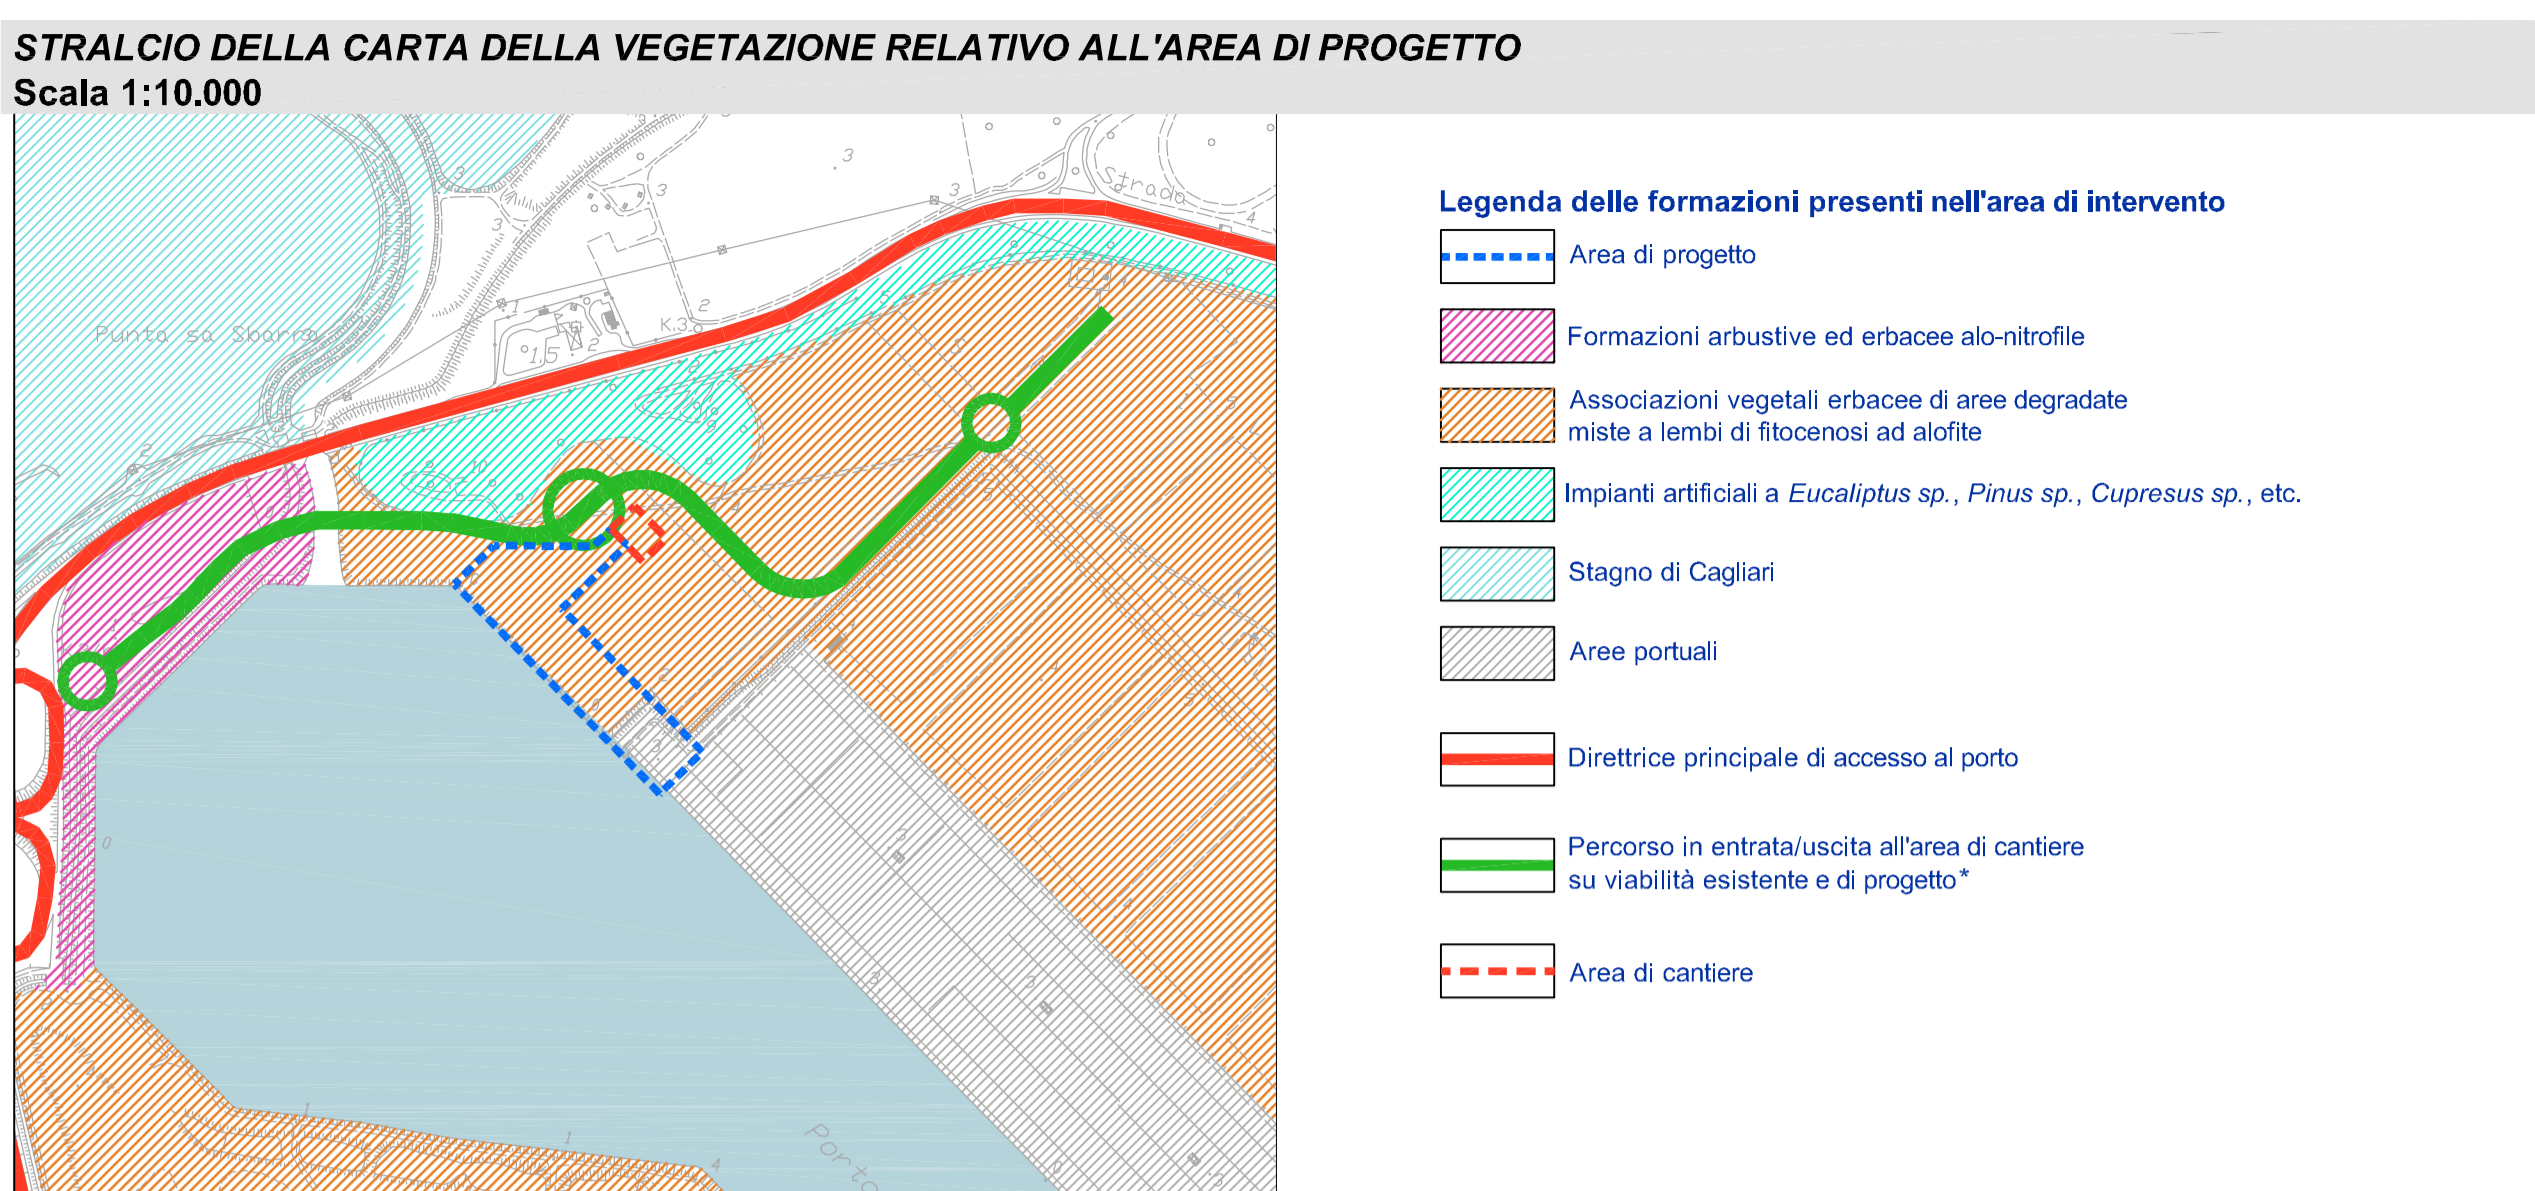 STRALCIO DELLA CARTA DELLA VEGETAZIONE RELATIVO ALL'AREA DI PROGETTO
Scala 1:10.000
Legenda delle formazioni presenti nell'area di intervento
Area di progetto
Formazioni arbustive ed erbacee alo-nitrofile
Associazioni vegetali erbacee di aree degradate
miste a lembi di fitocenosi ad alofite
Impianti artificiali a Eucaliptus sp., Pinus sp., Cupresus sp., etc.
Stagno di Cagliari
Aree portuali
Direttrice principale di accesso al porto
Percorso in entrata/uscita all'area di cantiere
su viabilità esistente e di progetto*
Area di cantiere
Strada
Punta sa Sbarra
K.3
1,5
10
Porto